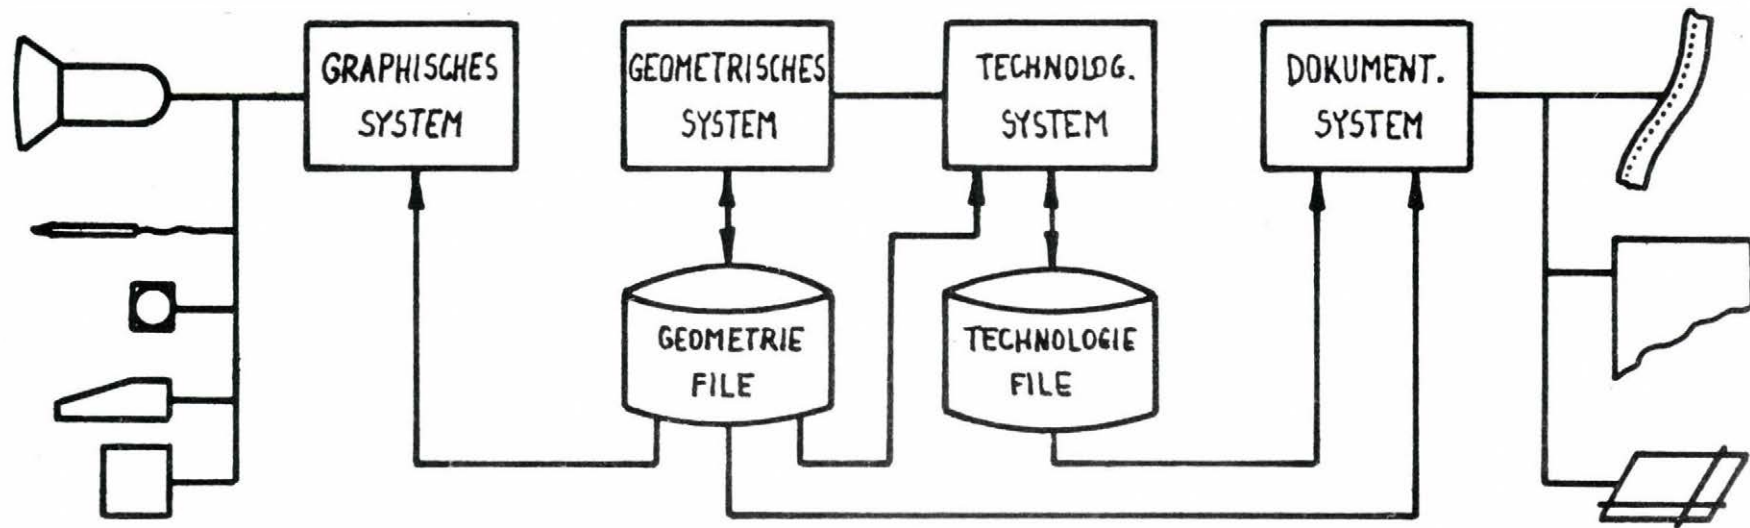 GRAPHISCHES
SYSTEM
GEOMETRISCHES
SYSTEM
TECHNOLOG.
SYSTEM
DOKUMENT.
SYSTEM
GEOMETRIE
FILE
TECHNOLOGIE
FILE